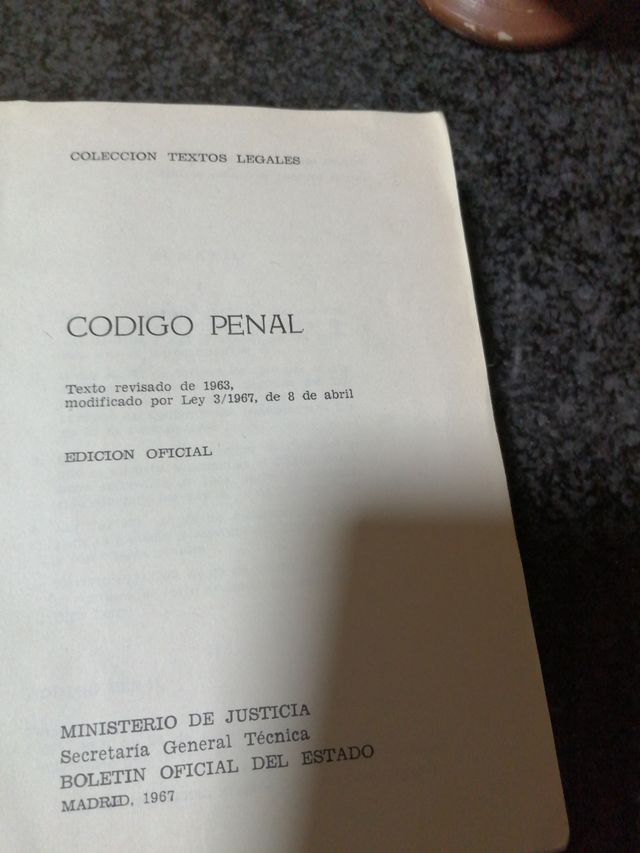 COLECCION TEXTOS LEGALES
CODIGO PENAL
Texto revisado de 1963,
modificado por Ley 3/1967, de 8 de abril
EDICION OFICIAL
MINISTERIO DE JUSTICIA
Secretaría General Técnica
BOLETIN OFICIAL DEL ESTADO
MADRID, 1967